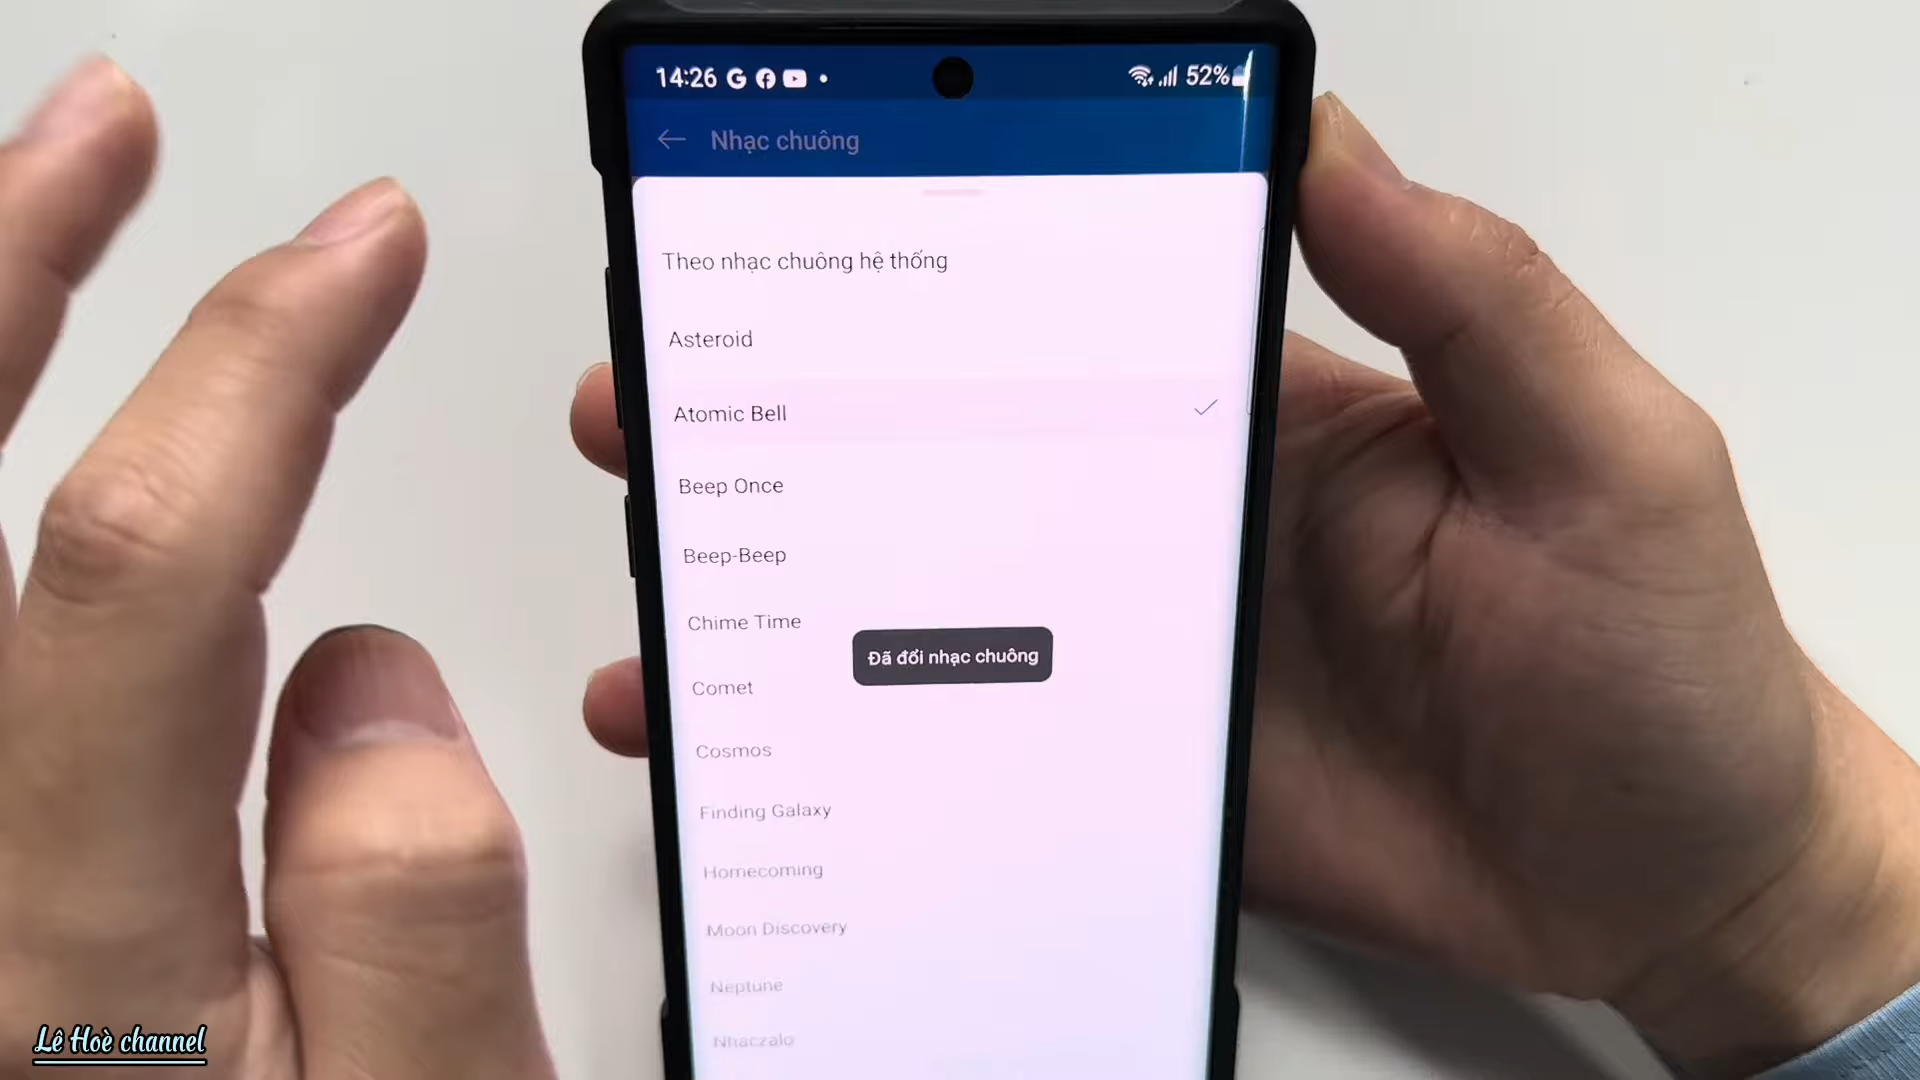 14:26
52%
Nhạc chuông
Theo nhạc chuông hệ thống
Asteroid
Atomic Bell
Beep Once
Beep-Beep
Chime Time
Đã đổi nhạc chuông
Comet
Cosmos
Finding Galaxy
Homecoming
Moon Discovery
Neptune
Nhaczalo
Lê Hoè channel